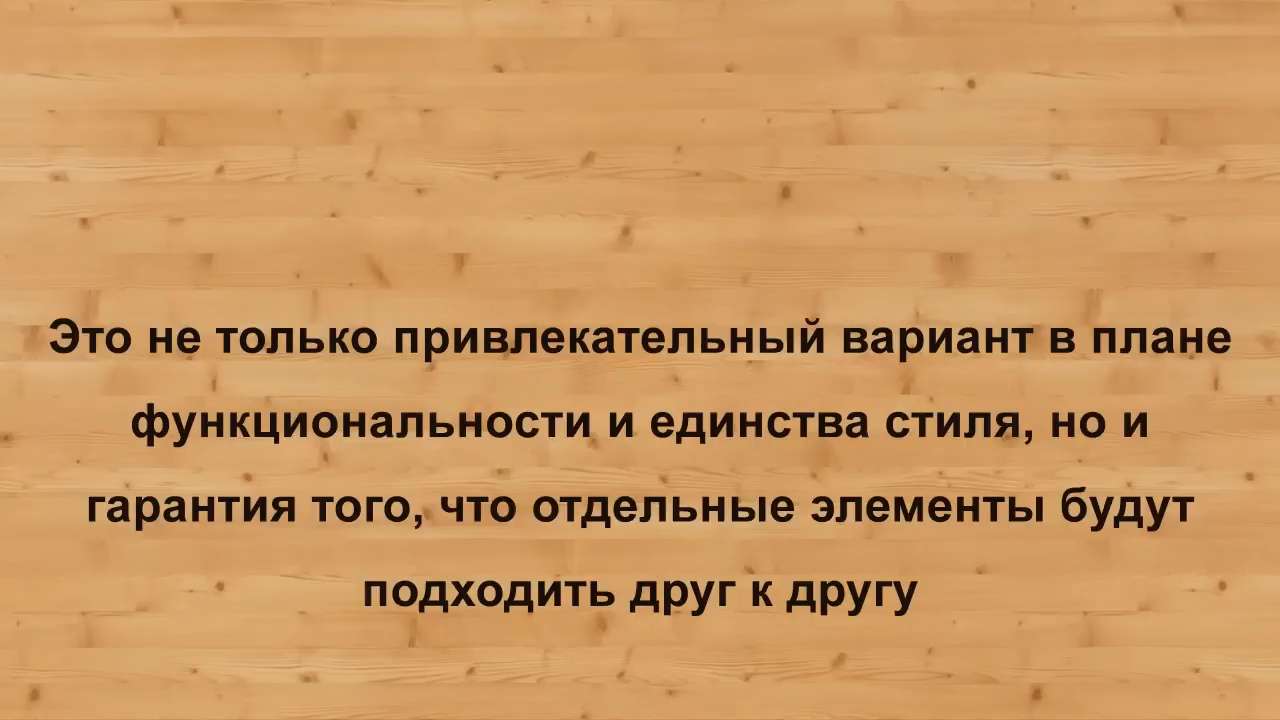 Это не только привлекательный вариант в плане
функциональности и единства стиля, но и
гарантия того, что отдельные элементы будут
подходить друг к другу